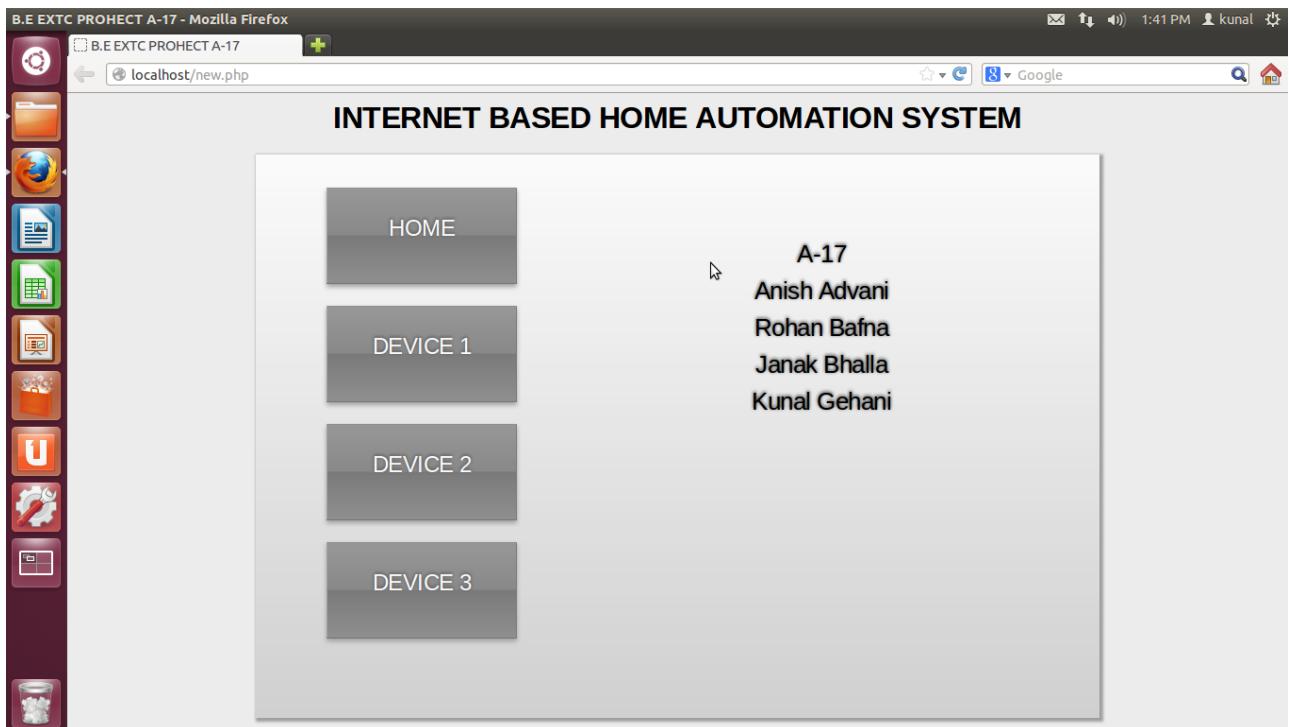 B.E EXTC PROHECT A-17 - Mozilla Firefox
1:41 PM kunal
B.E EXTC PROHECT A-17
localhost/new.php
Google
INTERNET BASED HOME AUTOMATION SYSTEM
HOME
DEVICE 1
DEVICE 2
DEVICE 3
A-17
Anish Advani
Rohan Bafna
Janak Bhalla
Kunal Gehani